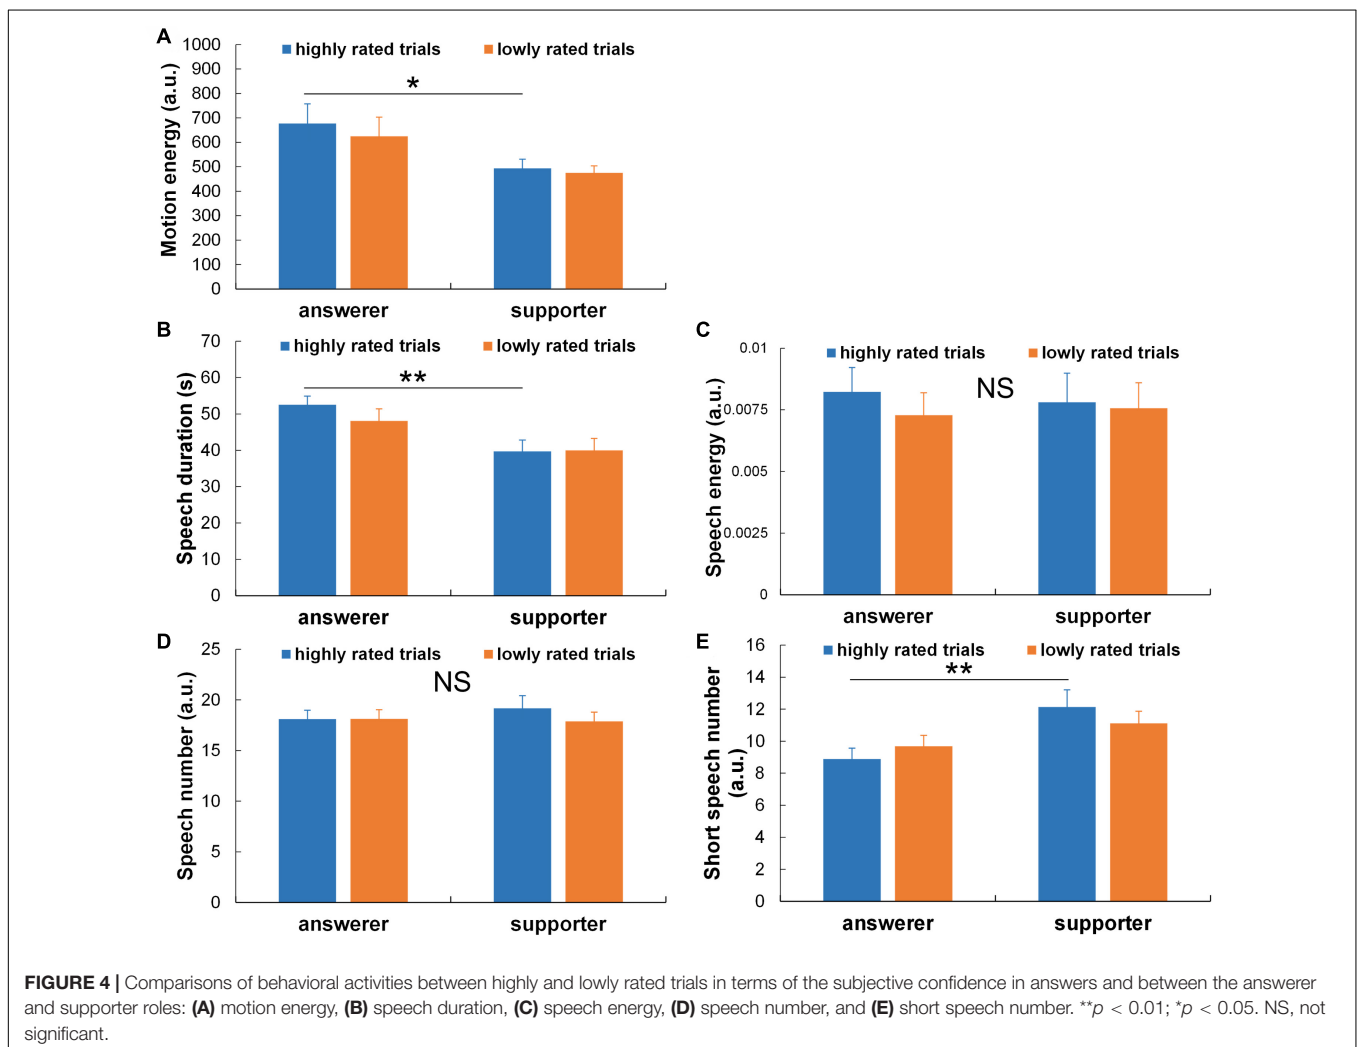 A
highly rated trials
lowly rated trials
*
Motion energy (a.u.)
1000
900
800
700
600
500
400
300
200
100
0
answerer
supporter
B
highly rated trials
lowly rated trials
**
Speech duration (s)
70
60
50
40
30
20
10
0
answerer
supporter
C
highly rated trials
lowly rated trials
NS
Speech energy (a.u.)
0.01
0.0075
0.005
0.0025
0
answerer
supporter
D
highly rated trials
lowly rated trials
NS
Speech number (a.u.)
25
20
15
10
5
0
answerer
supporter
E
highly rated trials
lowly rated trials
**
Short speech number
(a.u.)
16
14
12
10
8
6
4
2
0
answerer
supporter
FIGURE 4 | Comparisons of behavioral activities between highly and lowly rated trials in terms of the subjective confidence in answers and between the answerer
and supporter roles: (A) motion energy, (B) speech duration, (C) speech energy, (D) speech number, and (E) short speech number. **p < 0.01; *p < 0.05. NS, not
significant.